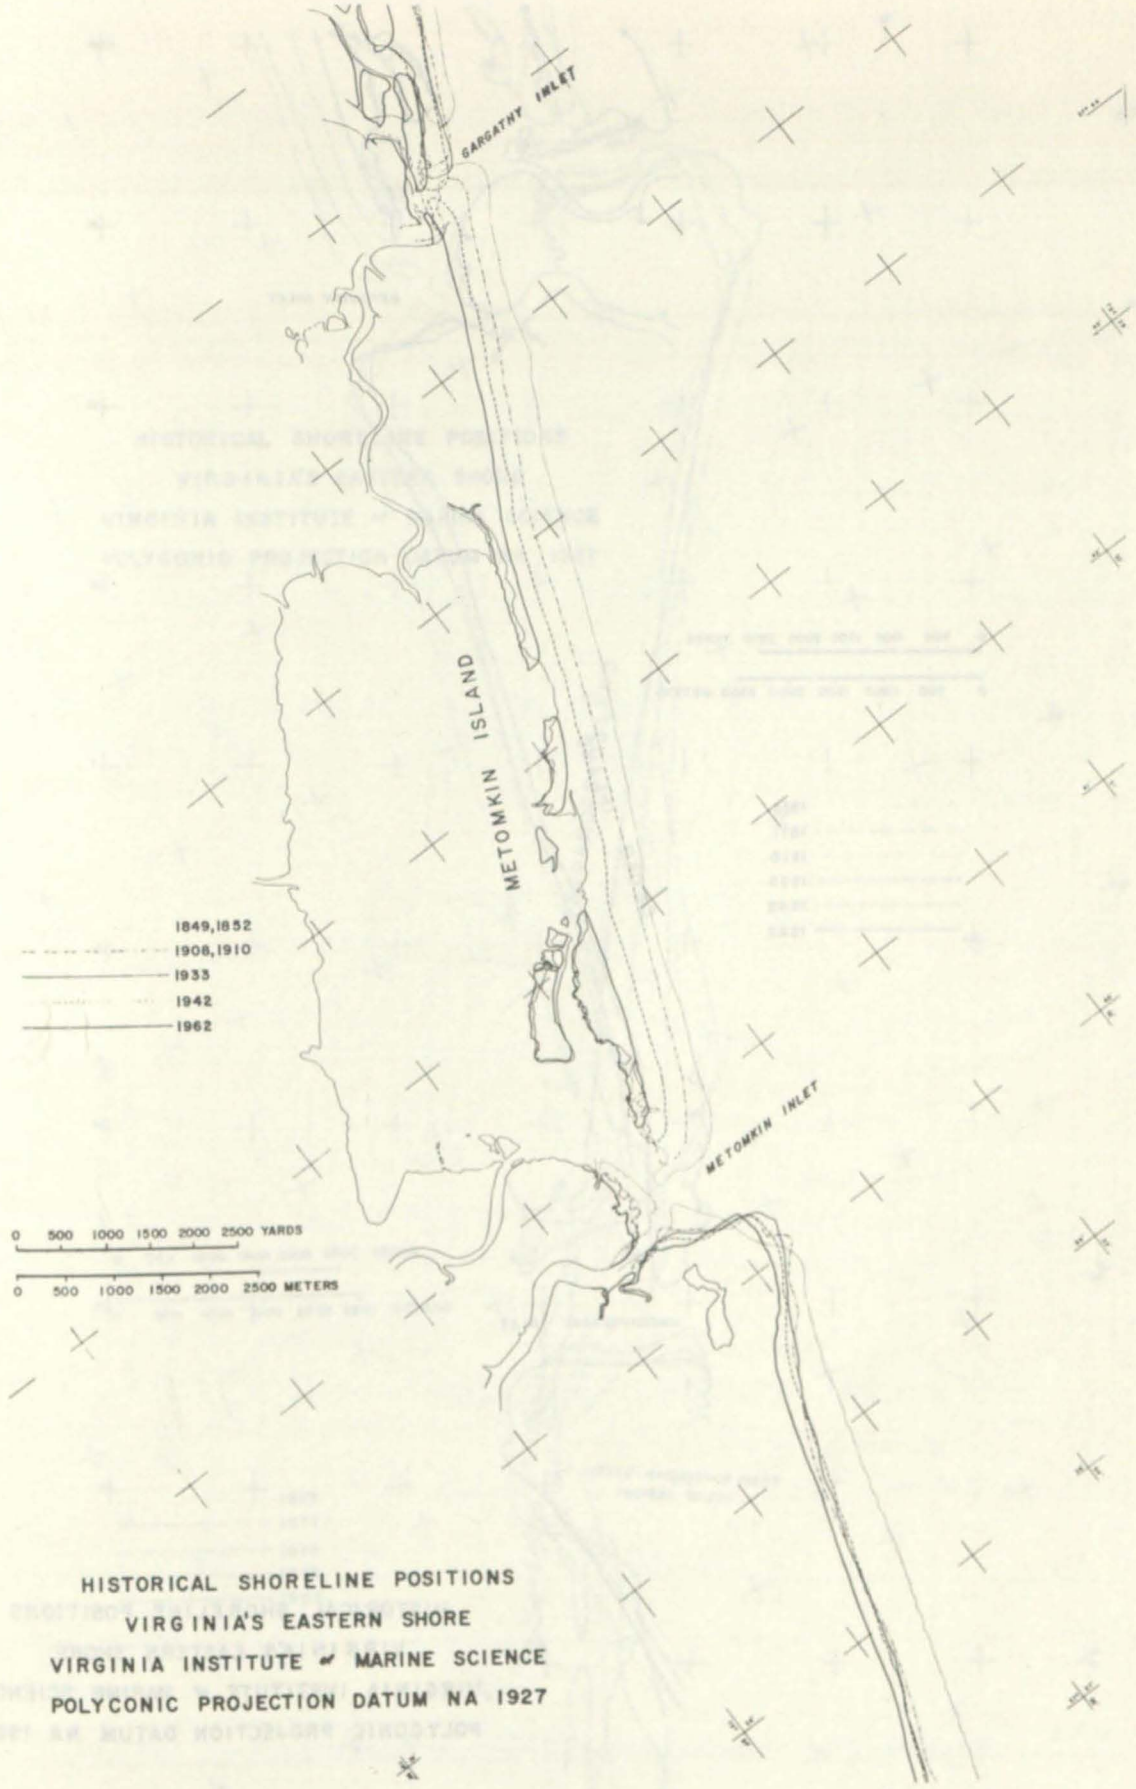 GARGATHY INLET
METOMKIN ISLAND
1849,1852
1908,1910
1933
1942
1962
METOMKIN INLET
0 500 1000 1500 2000 2500 YARDS
0 500 1000 1500 2000 2500 METERS
HISTORICAL SHORELINE POSITIONS
VIRGINIA'S EASTERN SHORE
VIRGINIA INSTITUTE of MARINE SCIENCE
POLYCONIC PROJECTION DATUM NA 1927